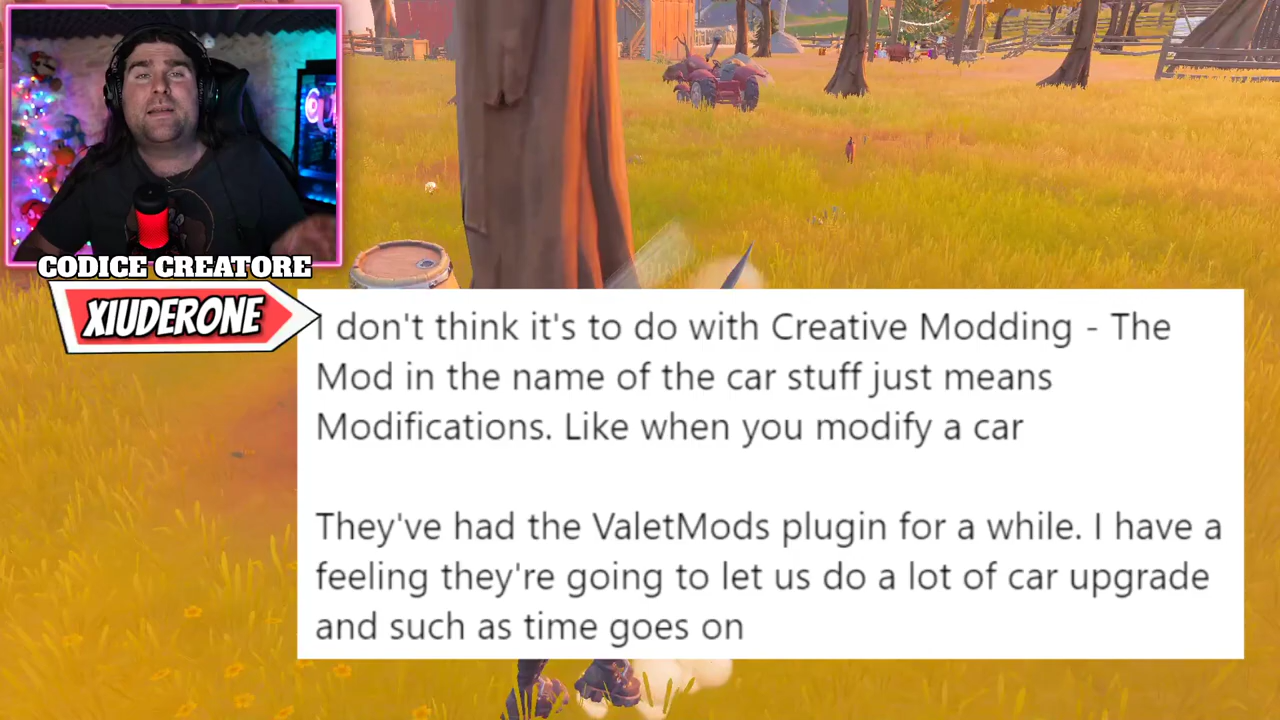 CODICE CREATORE
XIUDERONE
I don't think it's to do with Creative Modding - The
Mod in the name of the car stuff just means
Modifications. Like when you modify a car
They've had the ValetMods plugin for a while. I have a
feeling they're going to let us do a lot of car upgrade
and such as time goes on